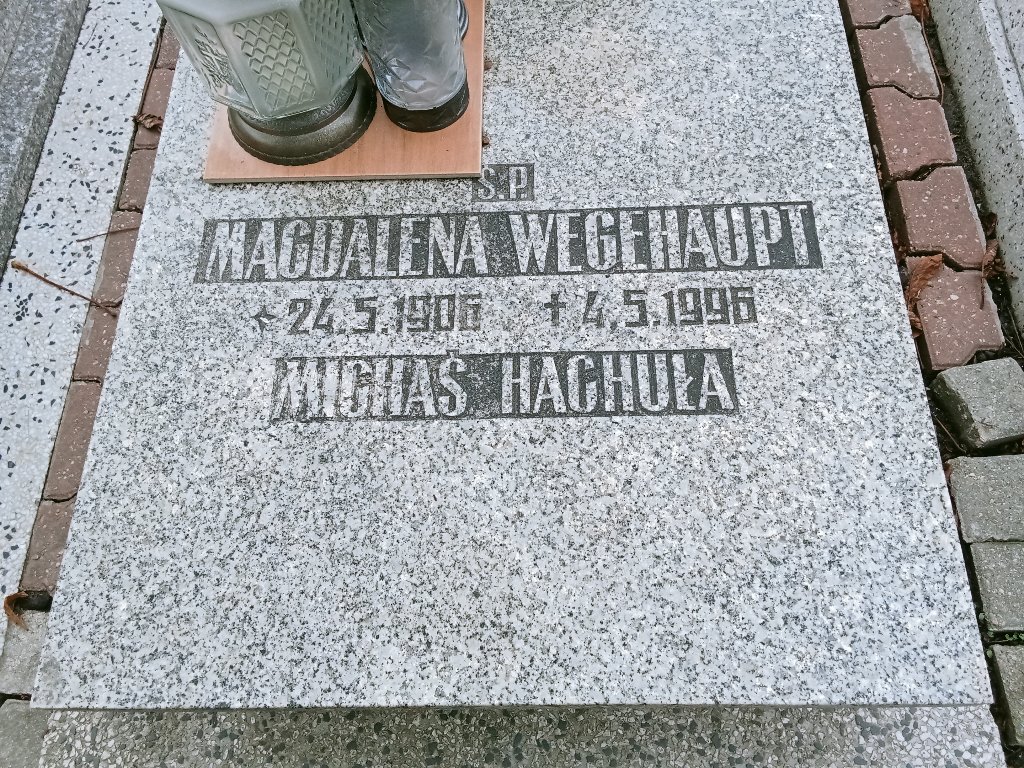 Ś.P.
MAGDALENA WEGEHAUPT
24.5.1906 † 4.5.1996
MICHAŚ HACHUŁA